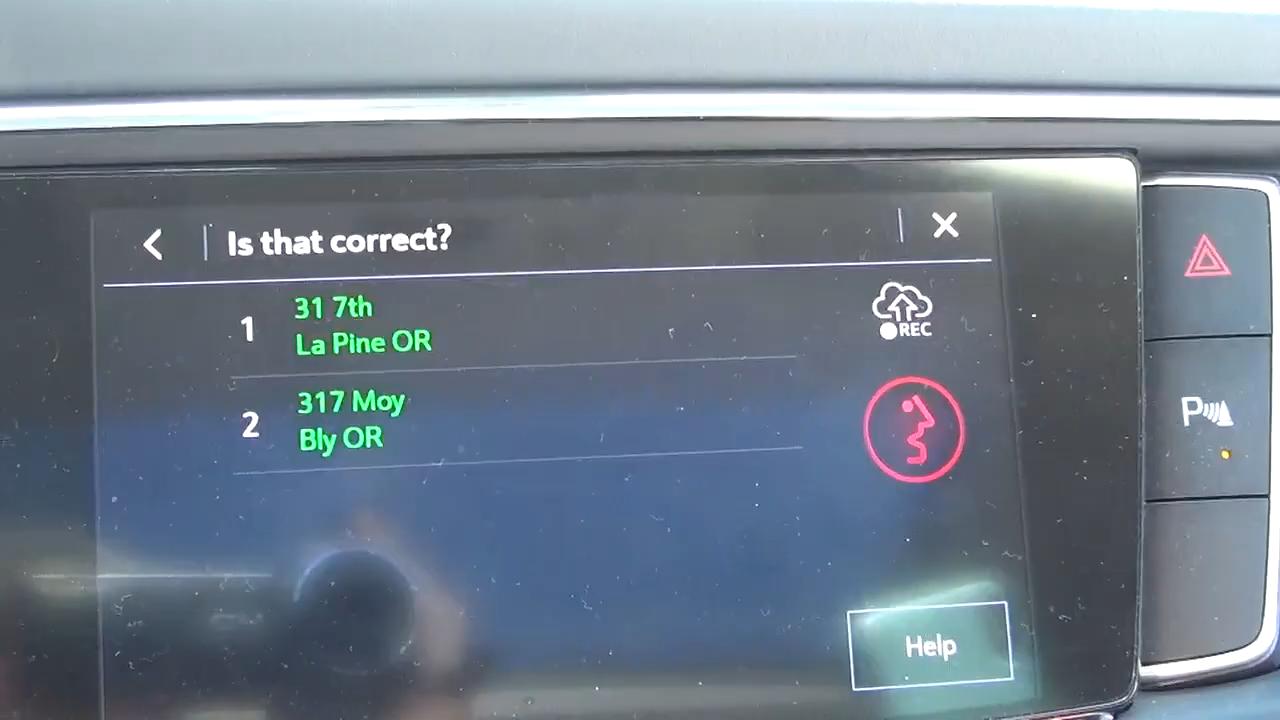 Is that correct?
1
31 7th
La Pine OR
REC
2
317 Moy
Bly OR
P
Help